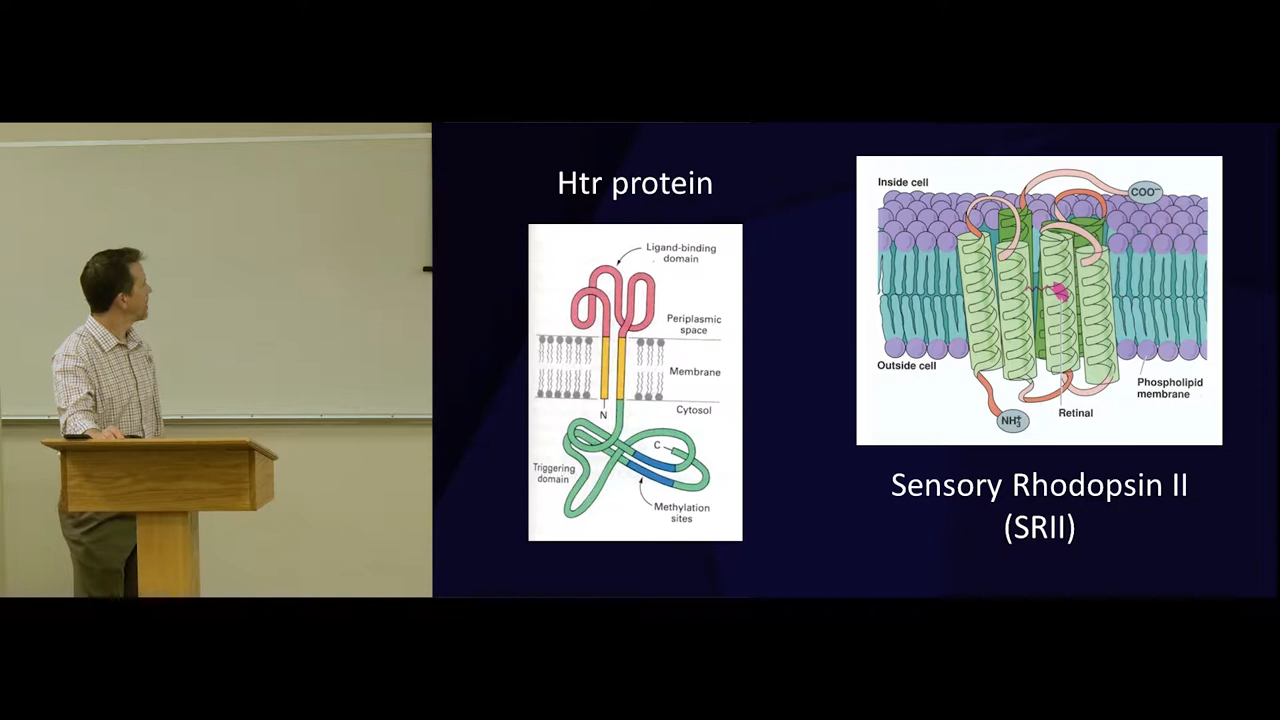 Htr protein
Ligand-binding
domain
Periplasmic
space
Membrane
N
Cytosol
C
Triggering
domain
Methylation
sites
Inside cell
COO⁻
Outside cell
Phospholipid
membrane
Retinal
NH₃⁺
Sensory Rhodopsin II
(SRII)